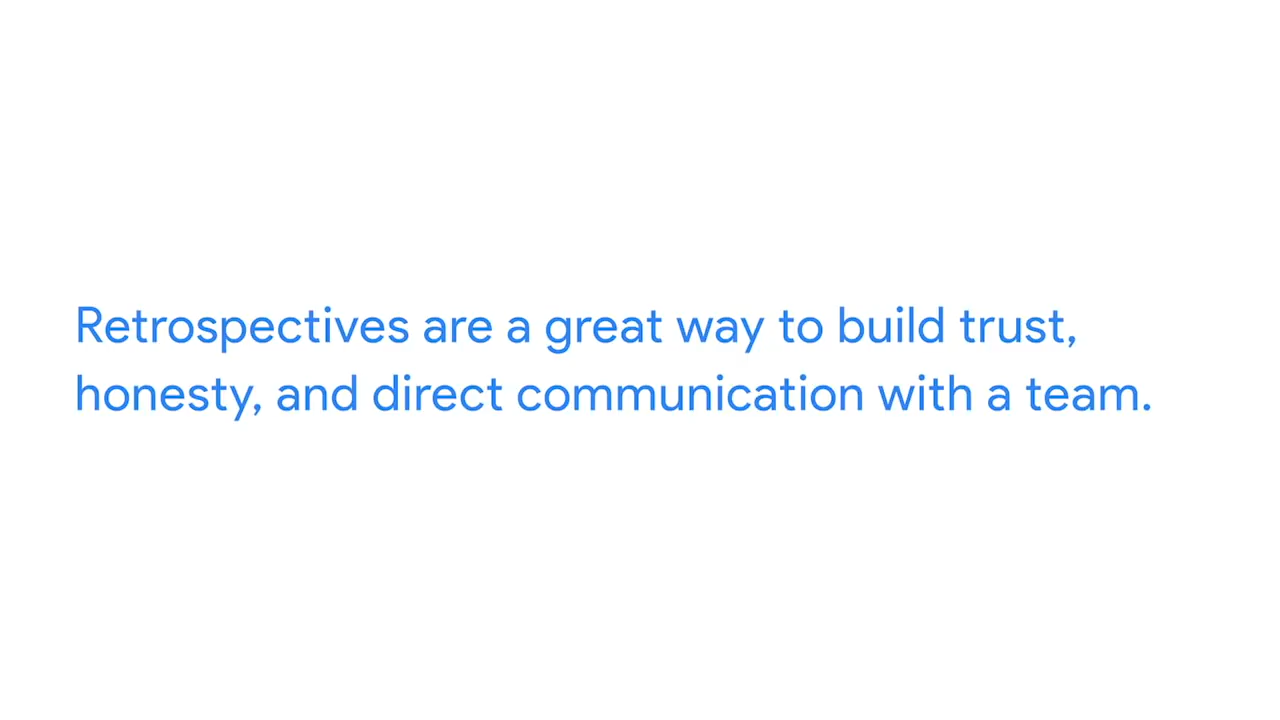 Retrospectives are a great way to build trust,
honesty, and direct communication with a team.